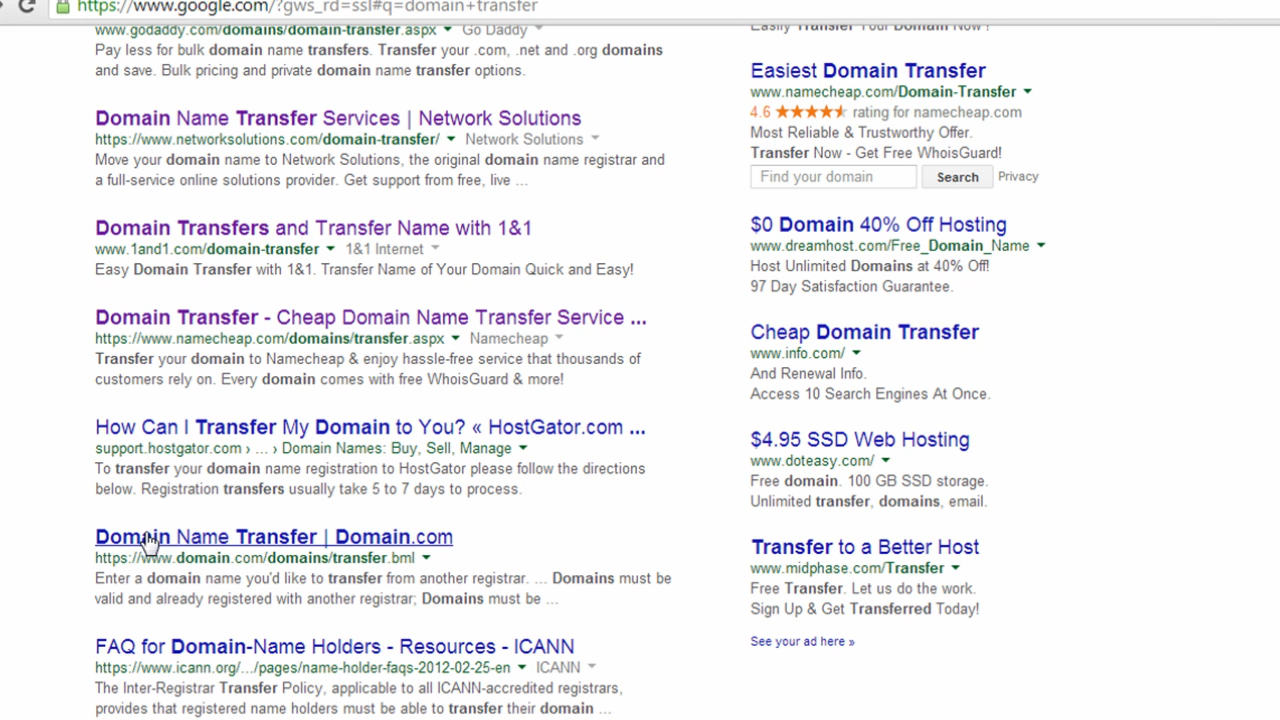 https://www.google.com/?gws_rd=ssl#q=domain+transfer
www.godaddy.com/domains/domain-transfer.aspx Go Daddy
Pay less for bulk domain name transfers. Transfer your .com, .net and .org domains
and save. Bulk pricing and private domain name transfer options.
Domain Name Transfer Services | Network Solutions
https://www.networksolutions.com/domain-transfer/ Network Solutions
Move your domain name to Network Solutions, the original domain name registrar and
a full-service online solutions provider. Get support from free, live ...
Domain Transfers and Transfer Name with 1&1
www.1and1.com/domain-transfer 1&1 Internet
Easy Domain Transfer with 1&1. Transfer Name of Your Domain Quick and Easy!
Domain Transfer - Cheap Domain Name Transfer Service ...
https://www.namecheap.com/domains/transfer.aspx Namecheap
Transfer your domain to Namecheap & enjoy hassle-free service that thousands of
customers rely on. Every domain comes with free WhoisGuard & more!
How Can I Transfer My Domain to You? « HostGator.com ...
support.hostgator.com › ... › Domain Names: Buy, Sell, Manage
To transfer your domain name registration to HostGator please follow the directions
below. Registration transfers usually take 5 to 7 days to process.
Domain Name Transfer | Domain.com
https://www.domain.com/domains/transfer.bml
Enter a domain name you'd like to transfer from another registrar. ... Domains must be
valid and already registered with another registrar; Domains must be ...
FAQ for Domain-Name Holders - Resources - ICANN
https://www.icann.org/.../pages/name-holder-faqs-2012-02-25-en ICANN
The Inter-Registrar Transfer Policy, applicable to all ICANN-accredited registrars,
provides that registered name holders must be able to transfer their domain ...
Easily Transfer Your Domain Now !
Easiest Domain Transfer
www.namecheap.com/Domain-Transfer
4.6 ★★★★★ rating for namecheap.com
Most Reliable & Trustworthy Offer.
Transfer Now - Get Free WhoisGuard!
Find your domain Search Privacy
$0 Domain 40% Off Hosting
www.dreamhost.com/Free_Domain_Name
Host Unlimited Domains at 40% Off!
97 Day Satisfaction Guarantee.
Cheap Domain Transfer
www.info.com/
And Renewal Info.
Access 10 Search Engines At Once.
$4.95 SSD Web Hosting
www.doteasy.com/
Free domain. 100 GB SSD storage.
Unlimited transfer, domains, email.
Transfer to a Better Host
www.midphase.com/Transfer
Free Transfer. Let us do the work.
Sign Up & Get Transferred Today!
See your ad here »